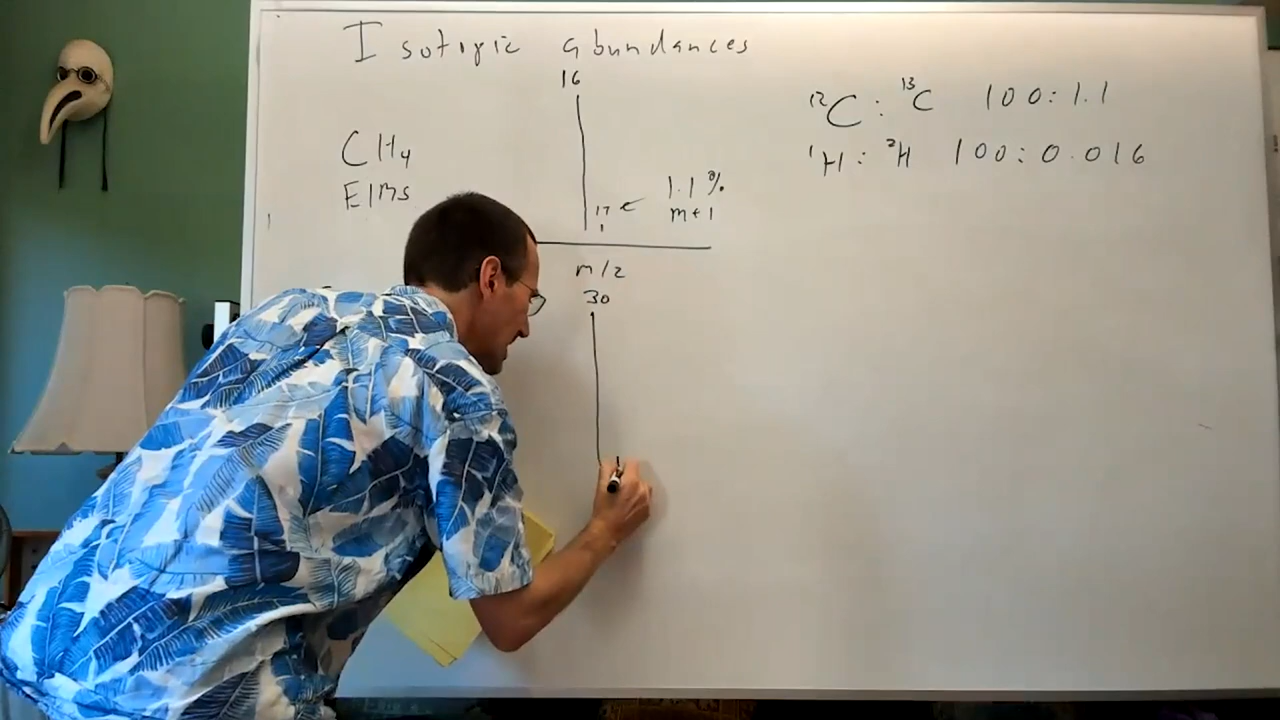 Isotopic abundances
16
CH4
EIMS
17 ← 1.1%
m+1
m/z
30
12C : 13C 100:1.1
1H : 2H 100:0.016